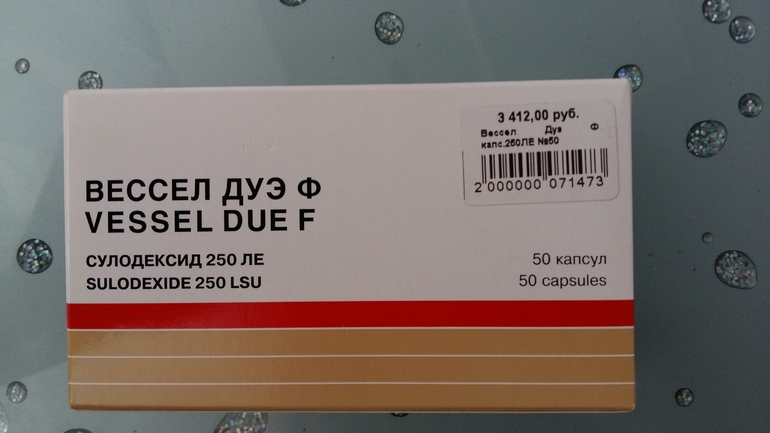 3 412,00 руб.
Вессел Дуэ Ф
капс.250ЛЕ №50
2 000000 071473
ВЕССЕЛ ДУЭ Ф
VESSEL DUE F
СУЛОДЕКСИД 250 ЛЕ
50 капсул
SULODEXIDE 250 LSU
50 capsules